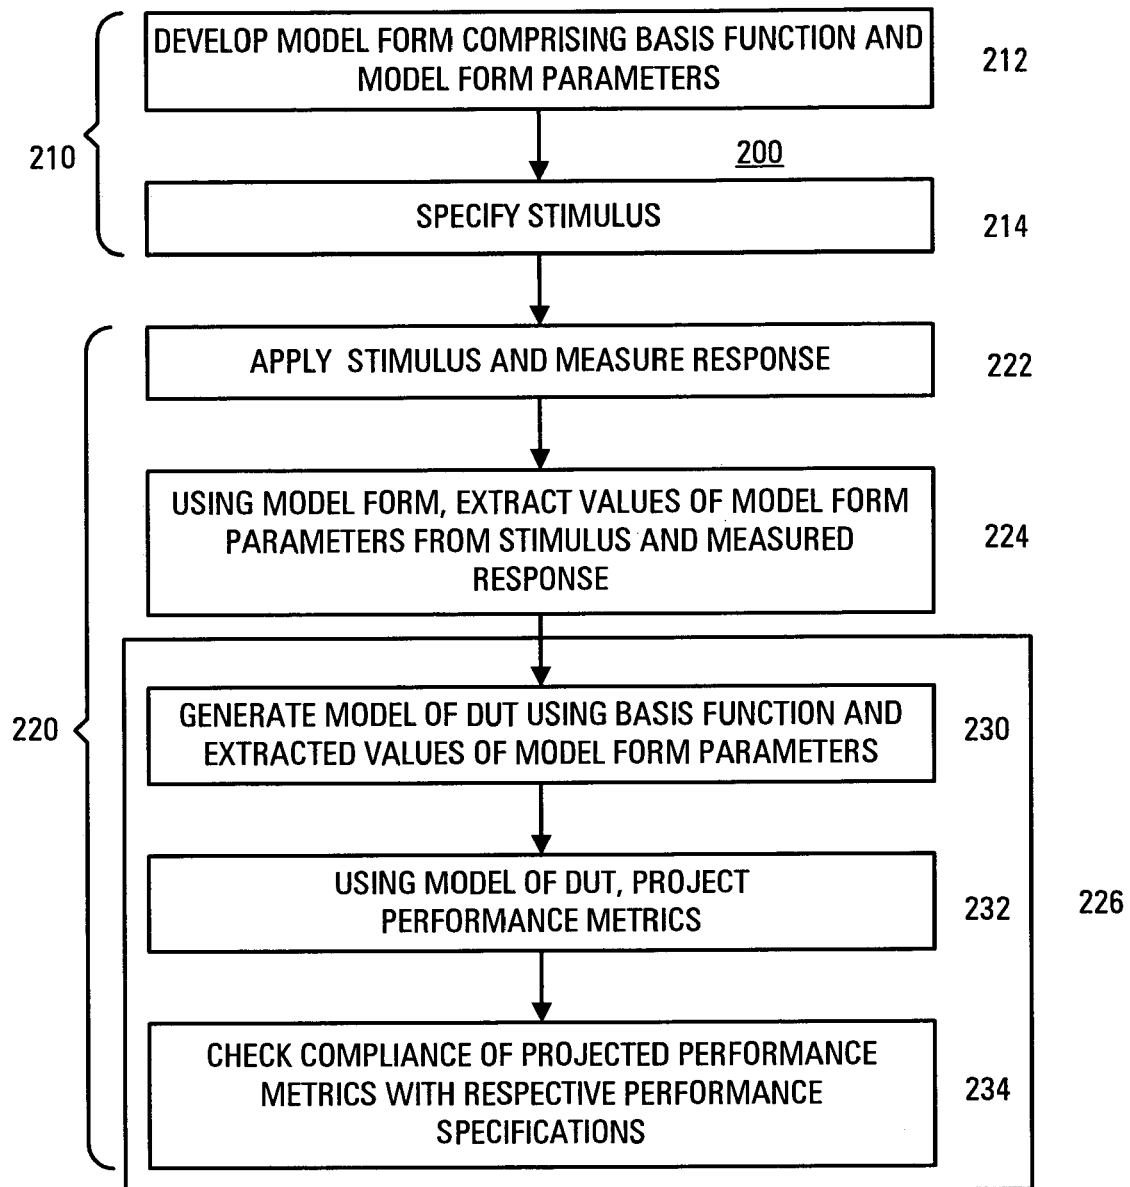 DEVELOP MODEL FORM COMPRISING BASIS FUNCTION AND
MODEL FORM PARAMETERS
212
210
200
SPECIFY STIMULUS
214
APPLY STIMULUS AND MEASURE RESPONSE
222
USING MODEL FORM, EXTRACT VALUES OF MODEL FORM
PARAMETERS FROM STIMULUS AND MEASURED
RESPONSE
224
220
GENERATE MODEL OF DUT USING BASIS FUNCTION AND
EXTRACTED VALUES OF MODEL FORM PARAMETERS
230
USING MODEL OF DUT, PROJECT
PERFORMANCE METRICS
232
226
CHECK COMPLIANCE OF PROJECTED PERFORMANCE
METRICS WITH RESPECTIVE PERFORMANCE
SPECIFICATIONS
234